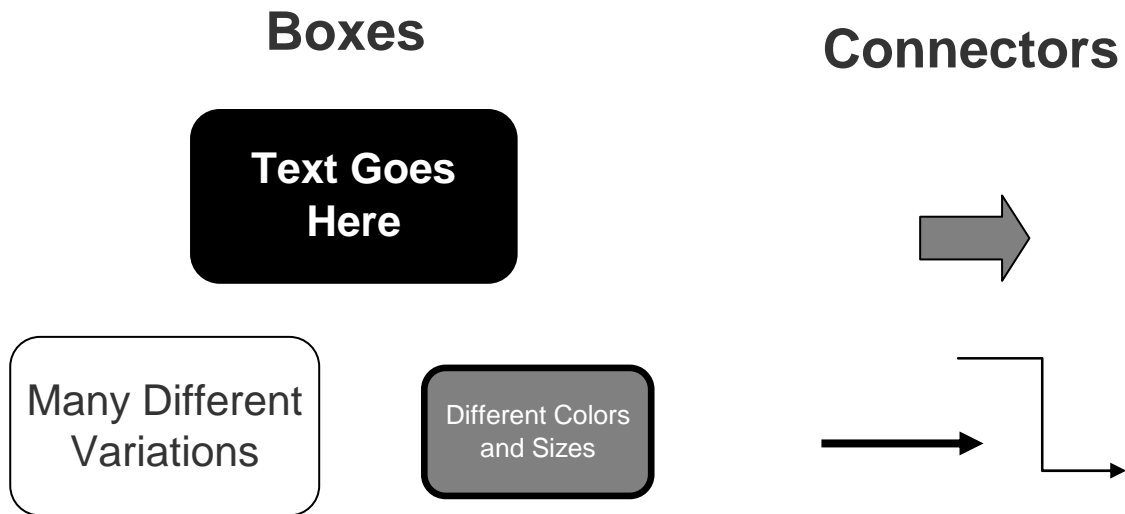 Boxes
Connectors
Text Goes
Here
Many Different
Variations
Different Colors
and Sizes